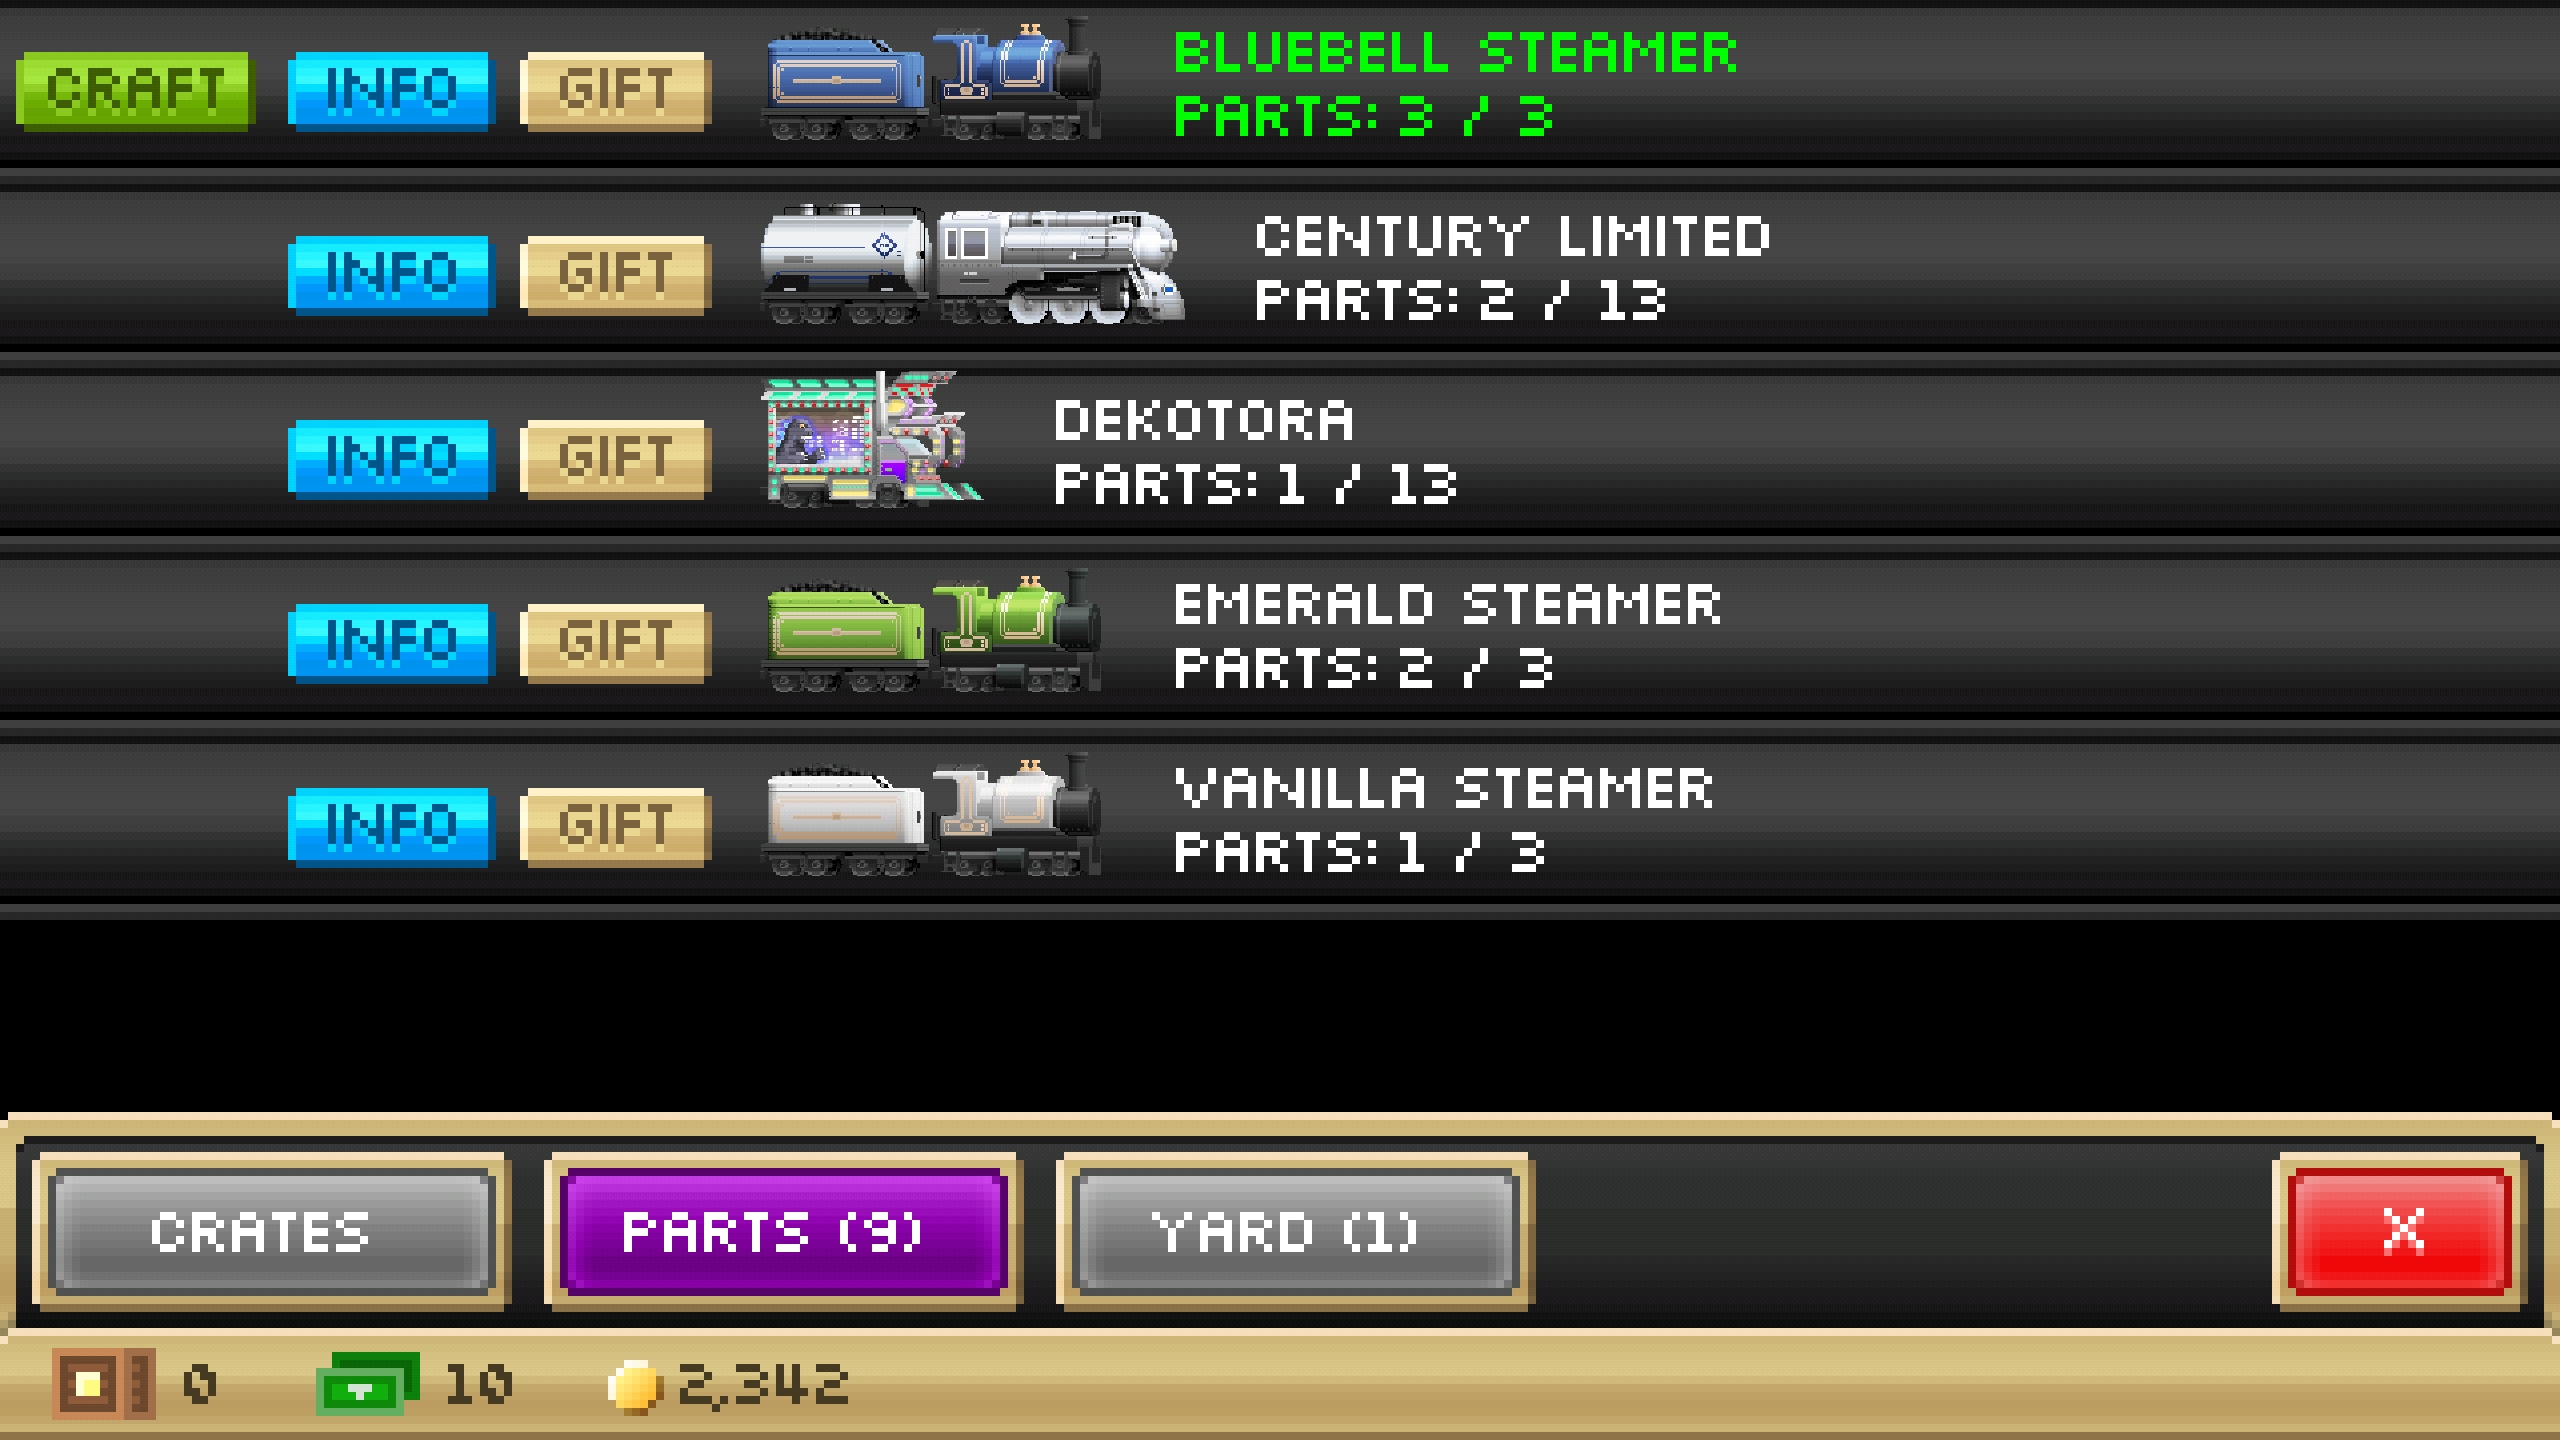 CRAFT INFO GIFT BLUEBELL STEAMER
PARTS: 3 / 3
INFO GIFT CENTURY LIMITED
PARTS: 2 / 13
INFO GIFT DEKOTORA
PARTS: 1 / 13
INFO GIFT EMERALD STEAMER
PARTS: 2 / 3
INFO GIFT VANILLA STEAMER
PARTS: 1 / 3
CRATES PARTS (9) YARD (1) X
0 10 2,342